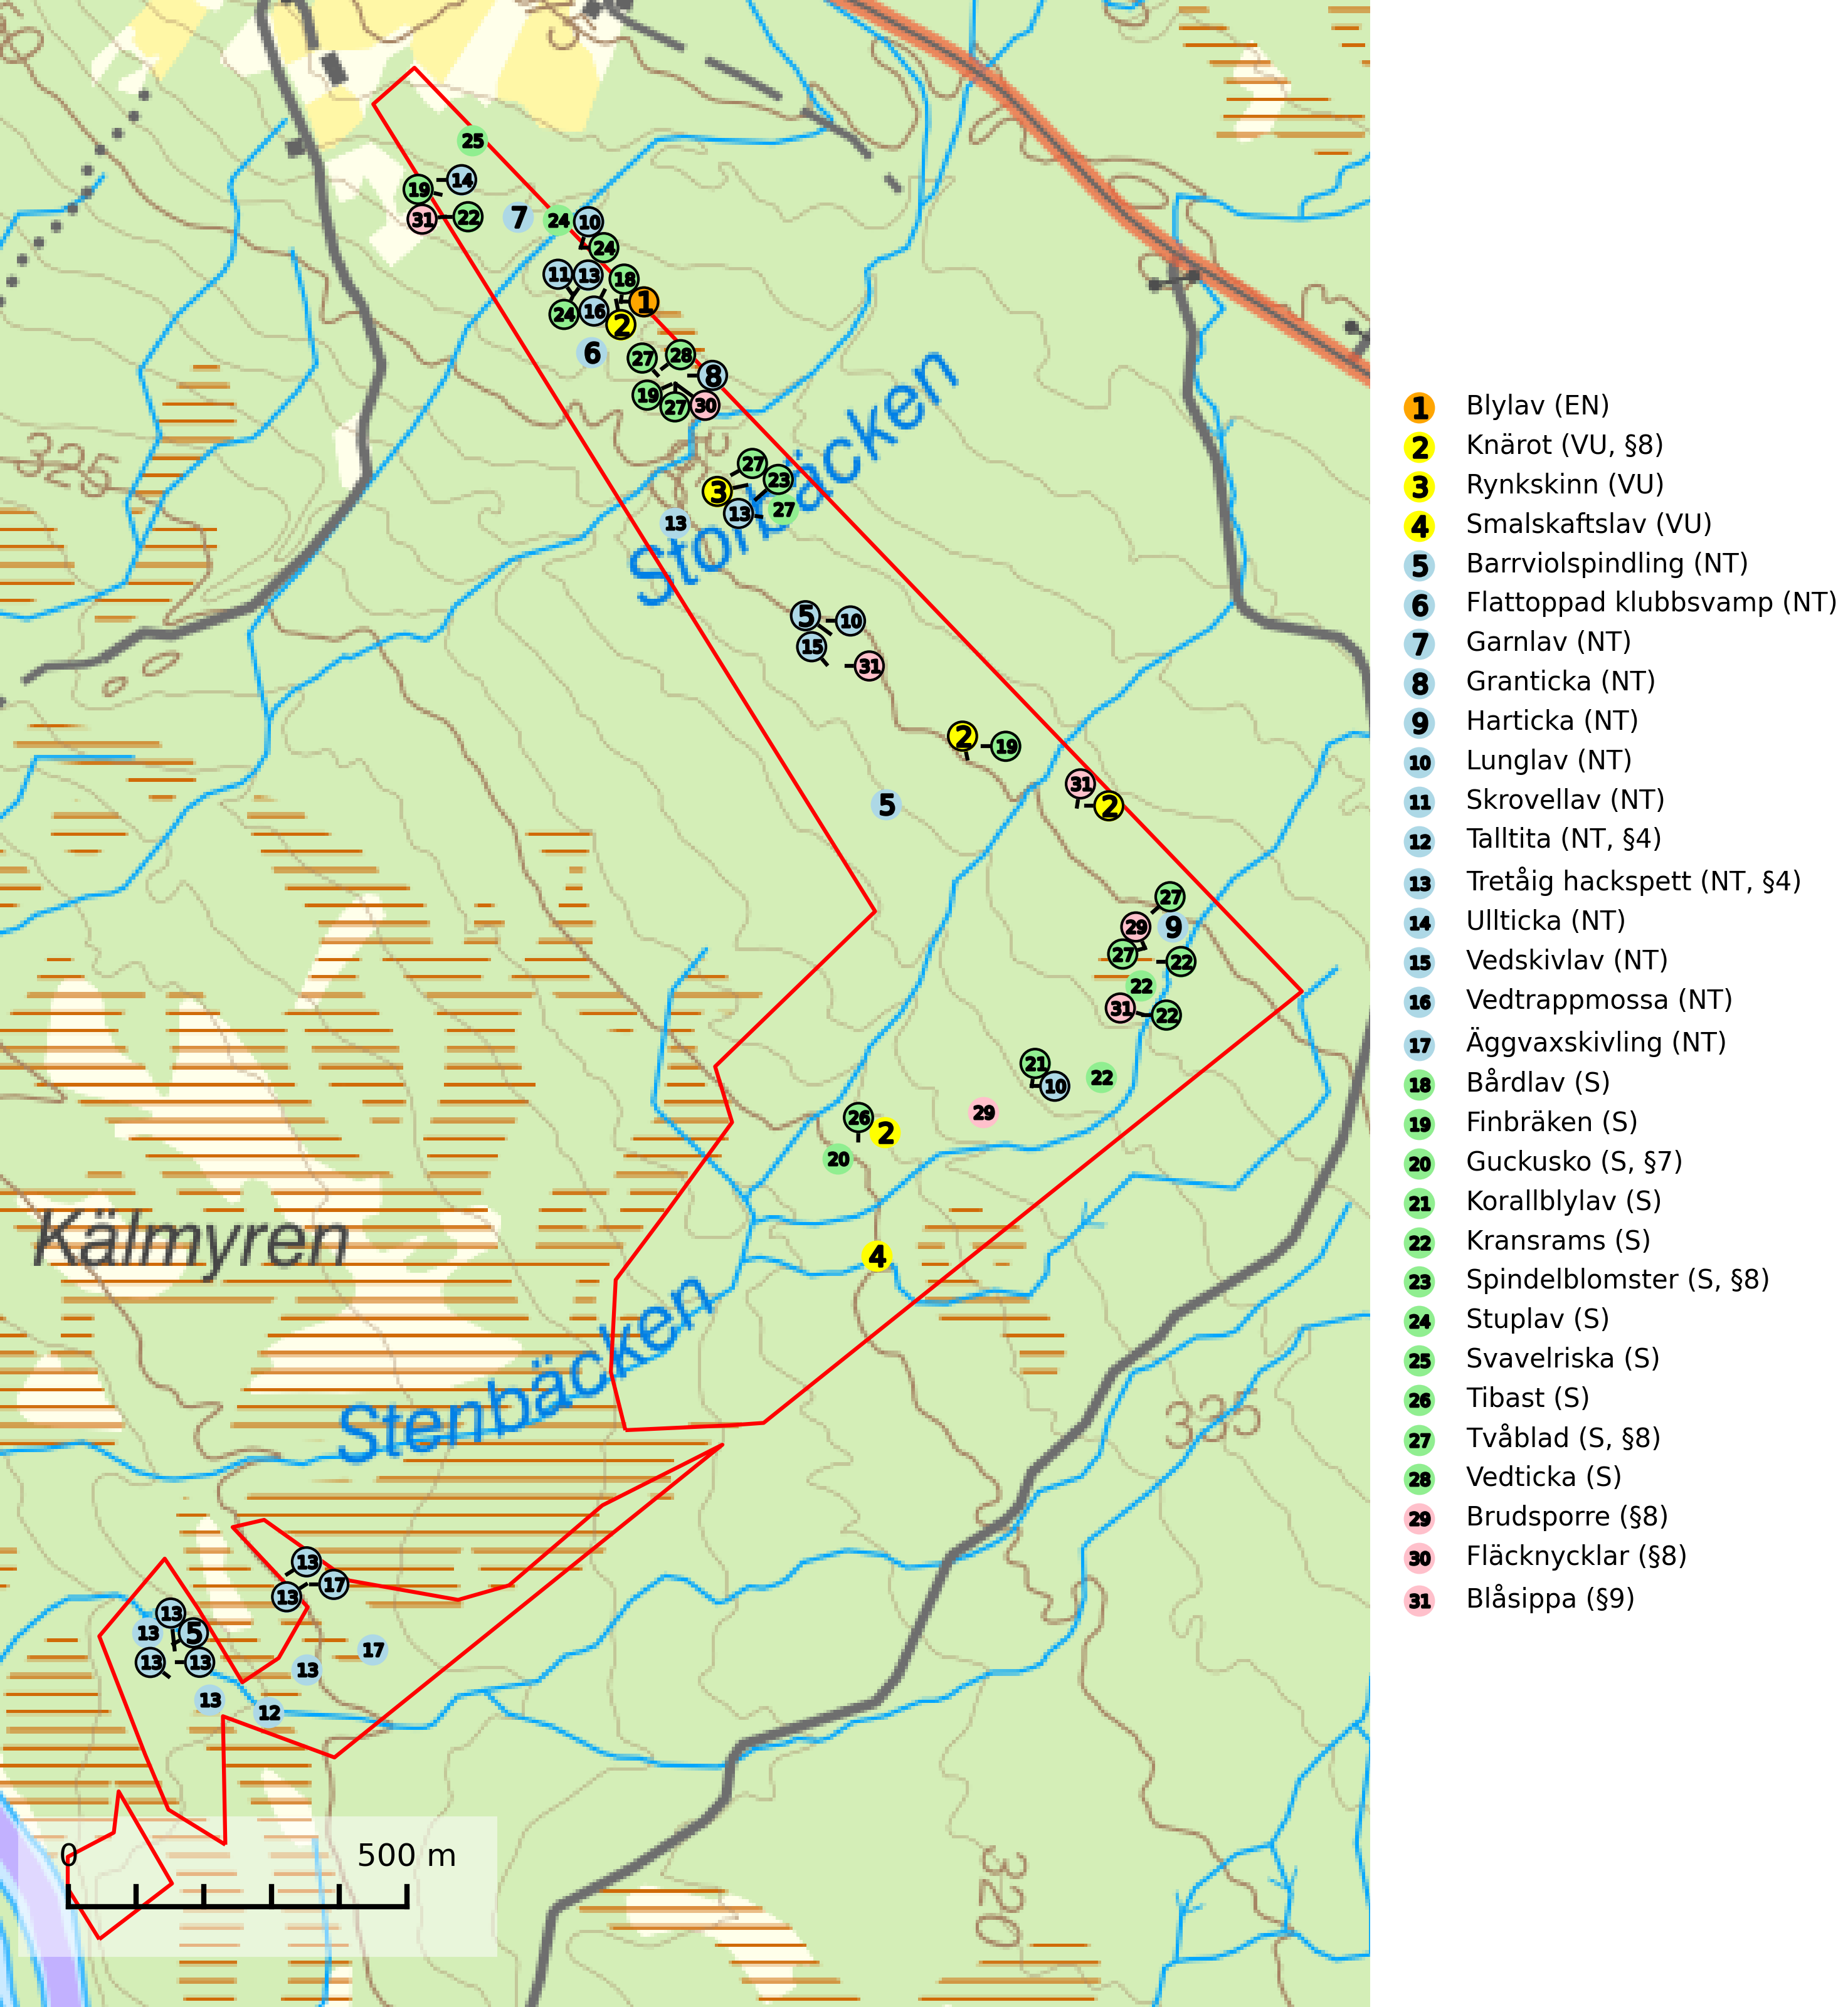 25
19
14
31
22
7
24
10
24
11
13
18
24
16
1
2
6
27
28
8
19
27
30
325
Storbäcken
27
23
3
13
27
13
5
10
15
31
2
19
31
2
5
27
29
9
27
22
22
31
22
21
10
22
29
26
2
20
Kälmyren
4
Stenbäcken
335
13
13
17
13
13
5
13
13
17
13
13
12
0
500 m
320
1 Blylav (EN)
2 Knärot (VU, §8)
3 Rynkskinn (VU)
4 Smalskaftslav (VU)
5 Barrviolspindling (NT)
6 Flattoppad klubbsvamp (NT)
7 Garnlav (NT)
8 Granticka (NT)
9 Harticka (NT)
10 Lunglav (NT)
11 Skrovellav (NT)
12 Talltita (NT, §4)
13 Tretåig hackspett (NT, §4)
14 Ullticka (NT)
15 Vedskivlav (NT)
16 Vedtrappmossa (NT)
17 Äggvaxskivling (NT)
18 Bårdlav (S)
19 Finbräken (S)
20 Guckusko (S, §7)
21 Korallblylav (S)
22 Kransrams (S)
23 Spindelblomster (S, §8)
24 Stuplav (S)
25 Svavelriska (S)
26 Tibast (S)
27 Tvåblad (S, §8)
28 Vedticka (S)
29 Brudsporre (§8)
30 Fläcknycklar (§8)
31 Blåsippa (§9)